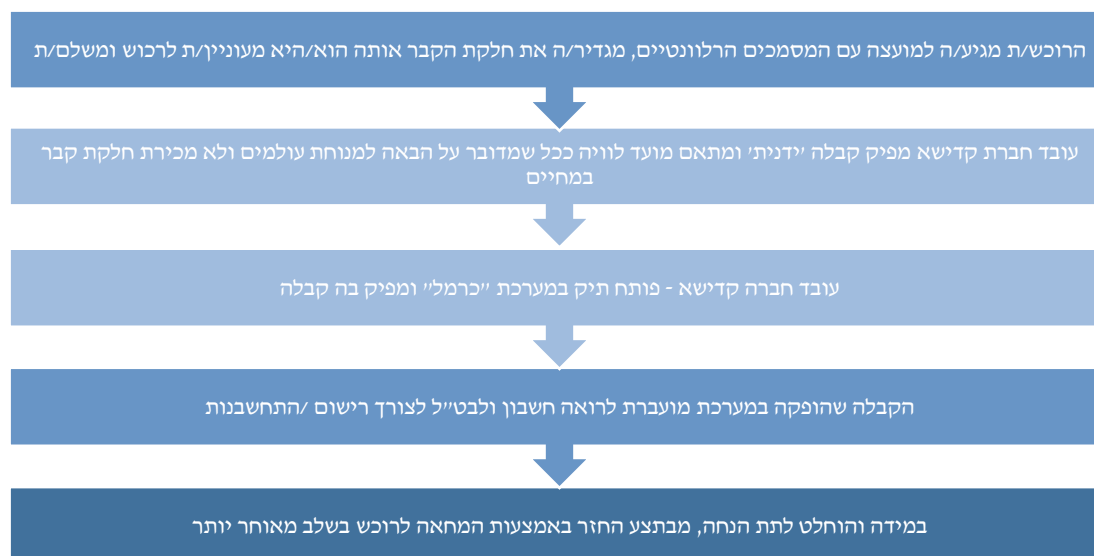 הרוכש/ת מגיע/ה למועצה עם המסמכים הרלוונטיים, מגדיר/ה את חלקת הקבר אותה הוא/היא מעוניין/ת לרכוש ומשלם/ת
עובד חברת קדישא מפיק קבלה 'ידנית' ומתאם מועד לוויה ככל שמדובר על הבאה למנוחת עולמים ולא מכירת חלקת קבר
במחיים
עובד חברה קדישא - פותח תיק במערכת "כרמל" ומפיק בה קבלה
הקבלה שהופקה במערכת מועברת לרואה חשבון ולבט"ל לצורך רישום /התחשבנות
במידה והוחלט לתת הנחה, מבתצע החזר באמצעות המחאה לרוכש בשלב מאוחר יותר